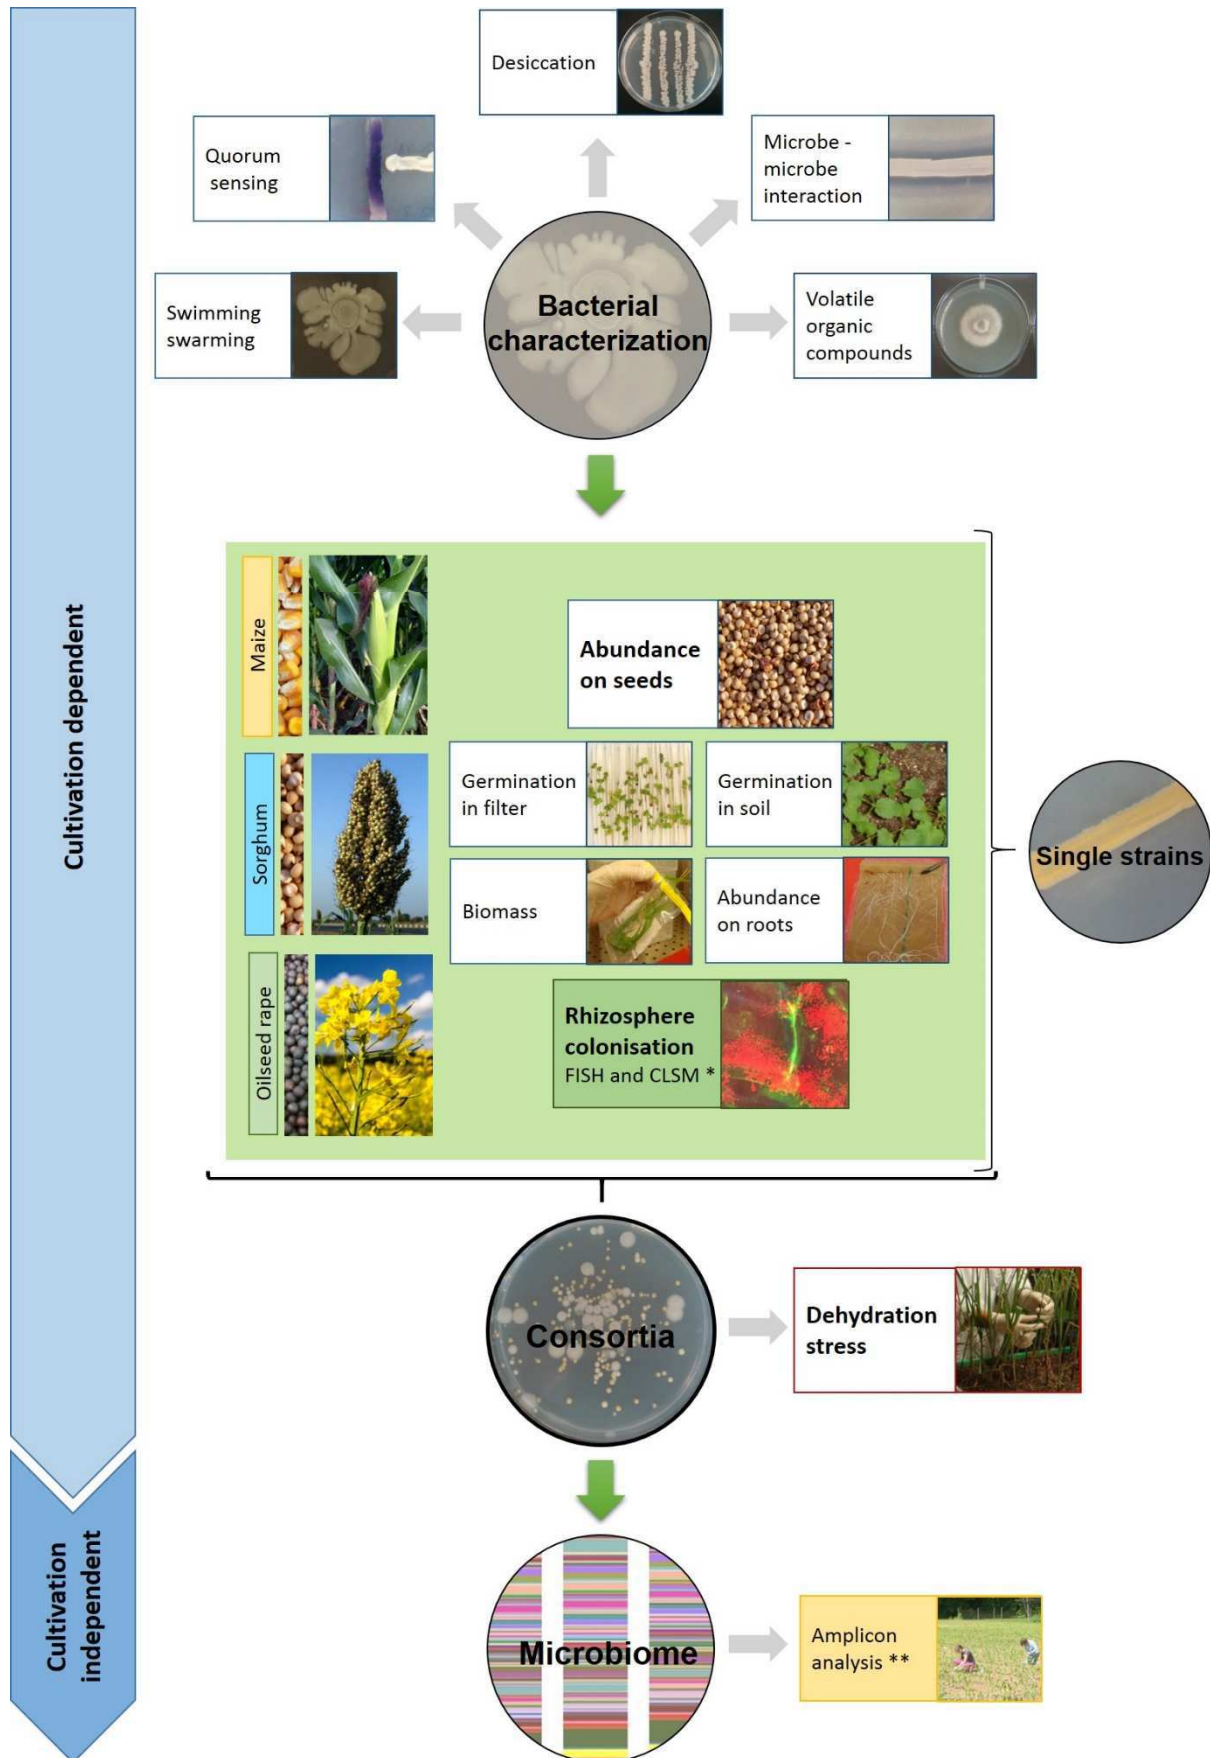 Desiccation
Quorum
sensing
Microbe -
microbe
interaction
Swimming
swarming
Bacterial
characterization
Volatile
organic
compounds
Cultivation dependent
Maize
Abundance
on seeds
Sorghum
Germination
in filter
Germination
in soil
Single strains
Biomass
Abundance
on roots
Oilseed rape
Rhizosphere
colonisation
FISH and CLSM *
Consortia
Dehydration
stress
Cultivation
independent
Microbiome
Amplicon
analysis **